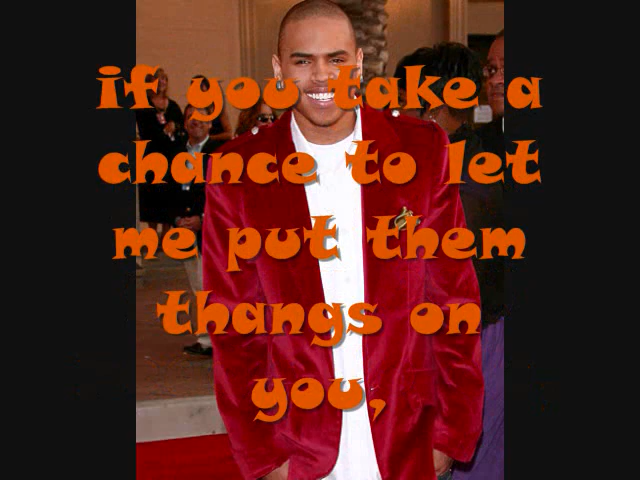 if you take a
chance to let
me put them
thangs on
you,